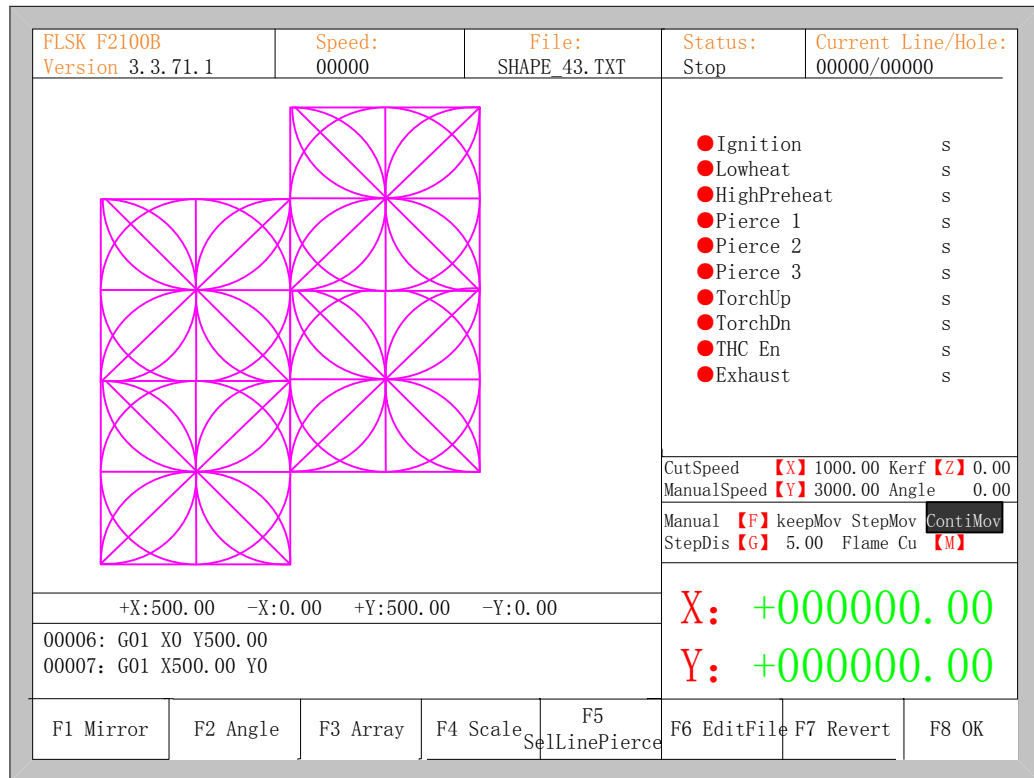 FLSK F2100B Speed: File: Status: Current Line/Hole:
Version 3.3.71.1 00000 SHAPE_43.TXT Stop 00000/00000
Ignition s
Lowheat s
HighPreheat s
Pierce 1 s
Pierce 2 s
Pierce 3 s
TorchUp s
TorchDn s
THC En s
Exhaust s
CutSpeed 【X】 1000.00 Kerf 【Z】 0.00
ManualSpeed 【Y】 3000.00 Angle 0.00
Manual 【F】 keepMov StepMov ContiMov
StepDis 【G】 5.00 Flame Cu 【M】
+X:500.00 -X:0.00 +Y:500.00 -Y:0.00
00006: G01 X0 Y500.00
00007: G01 X500.00 Y0
X: +000000.00
Y: +000000.00
F1 Mirror F2 Angle F3 Array F4 Scale F5 SelLinePierce F6 EditFile F7 Revert F8 OK